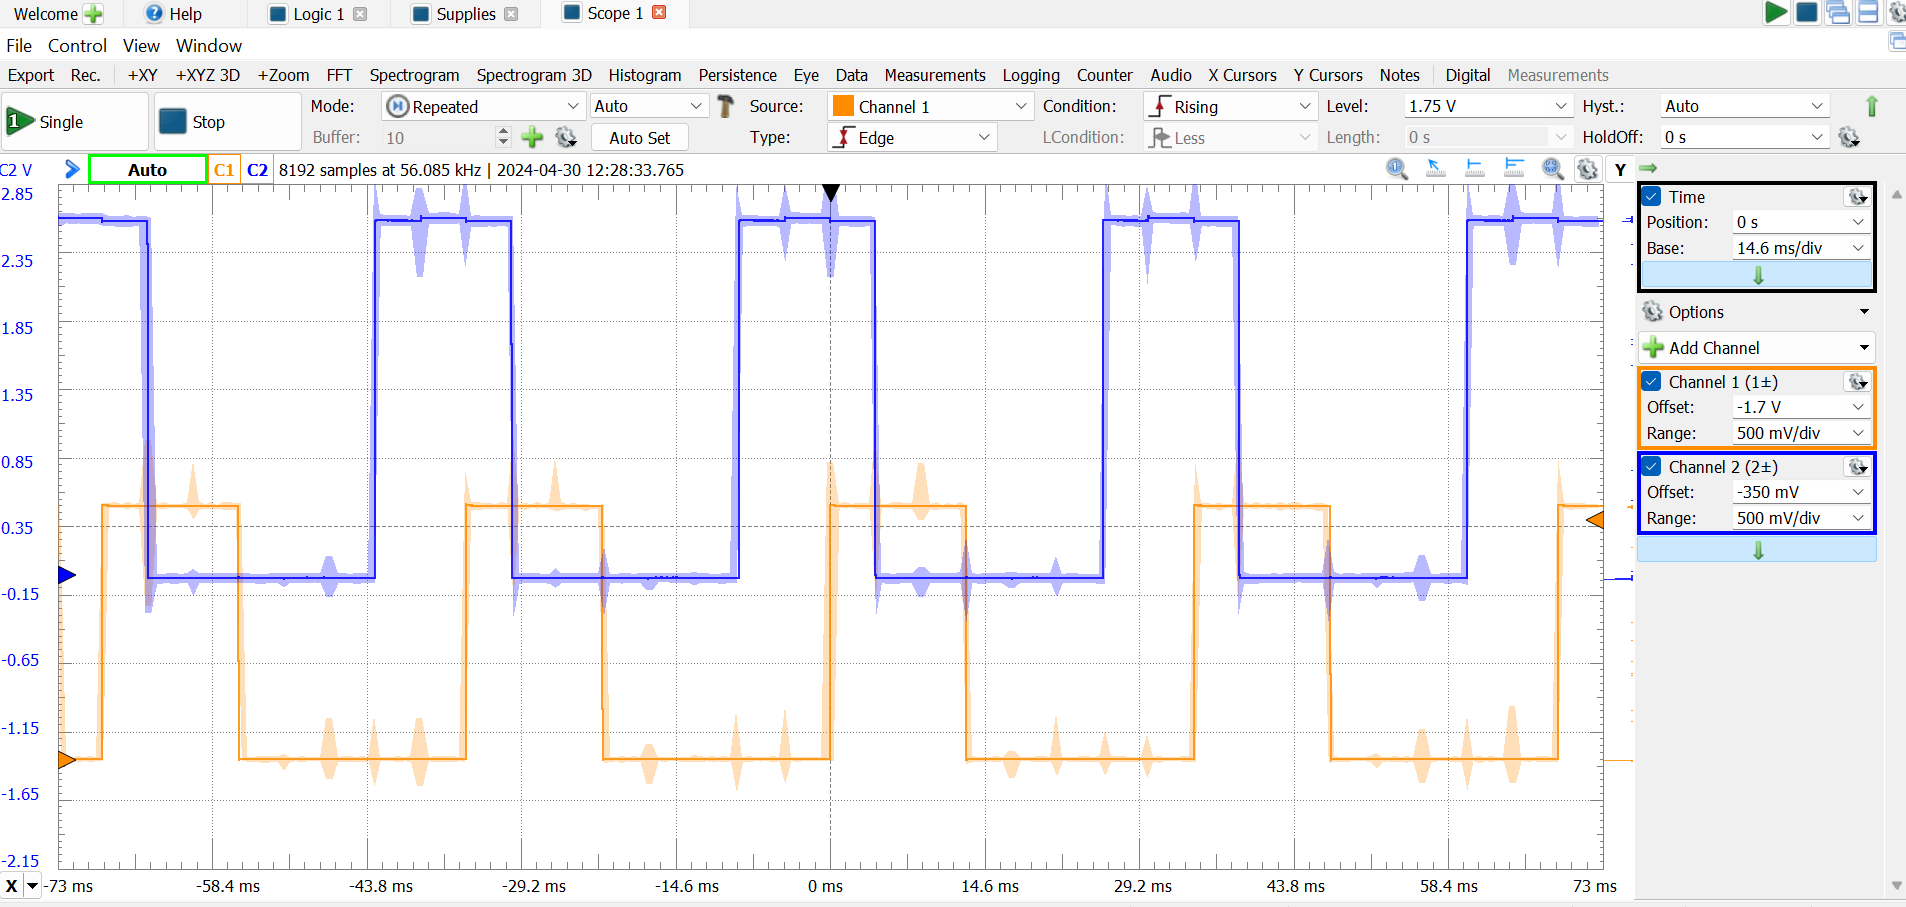 Welcome Help Logic 1 Supplies Scope 1
File Control View Window
Export Rec. +XY +XYZ 3D +Zoom FFT Spectrogram Spectrogram 3D Histogram Persistence Eye Data Measurements Logging Counter Audio X Cursors Y Cursors Notes Digital Measurements
1 Single Stop Mode: Repeated Auto Source: Channel 1 Condition: Rising Level: 1.75 V Hyst.: Auto
Buffer: 10 Auto Set Type: Edge LCondition: Less Length: 0 s HoldOff: 0 s
C2 V Auto C1 C2 8192 samples at 56.085 kHz | 2024-04-30 12:28:33.765 Y
2.85
2.35
1.85
1.35
0.85
0.35
-0.15
-0.65
-1.15
-1.65
-2.15
X -73 ms -58.4 ms -43.8 ms -29.2 ms -14.6 ms 0 ms 14.6 ms 29.2 ms 43.8 ms 58.4 ms 73 ms
Time
Position: 0 s
Base: 14.6 ms/div
Options
Add Channel
Channel 1 (1±)
Offset: -1.7 V
Range: 500 mV/div
Channel 2 (2±)
Offset: -350 mV
Range: 500 mV/div